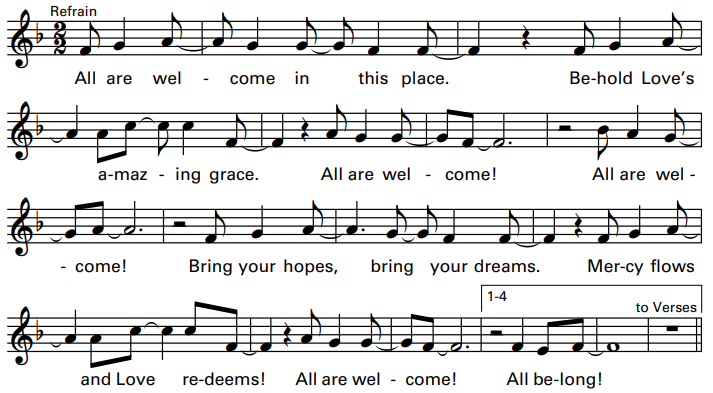 Refrain
2
2
All are wel - come in this place. Be-hold Love's
a-maz - ing grace. All are wel - come! All are wel -
- come! Bring your hopes, bring your dreams. Mer-cy flows
1-4
to Verses
and Love re-deems! All are wel - come! All be-long!